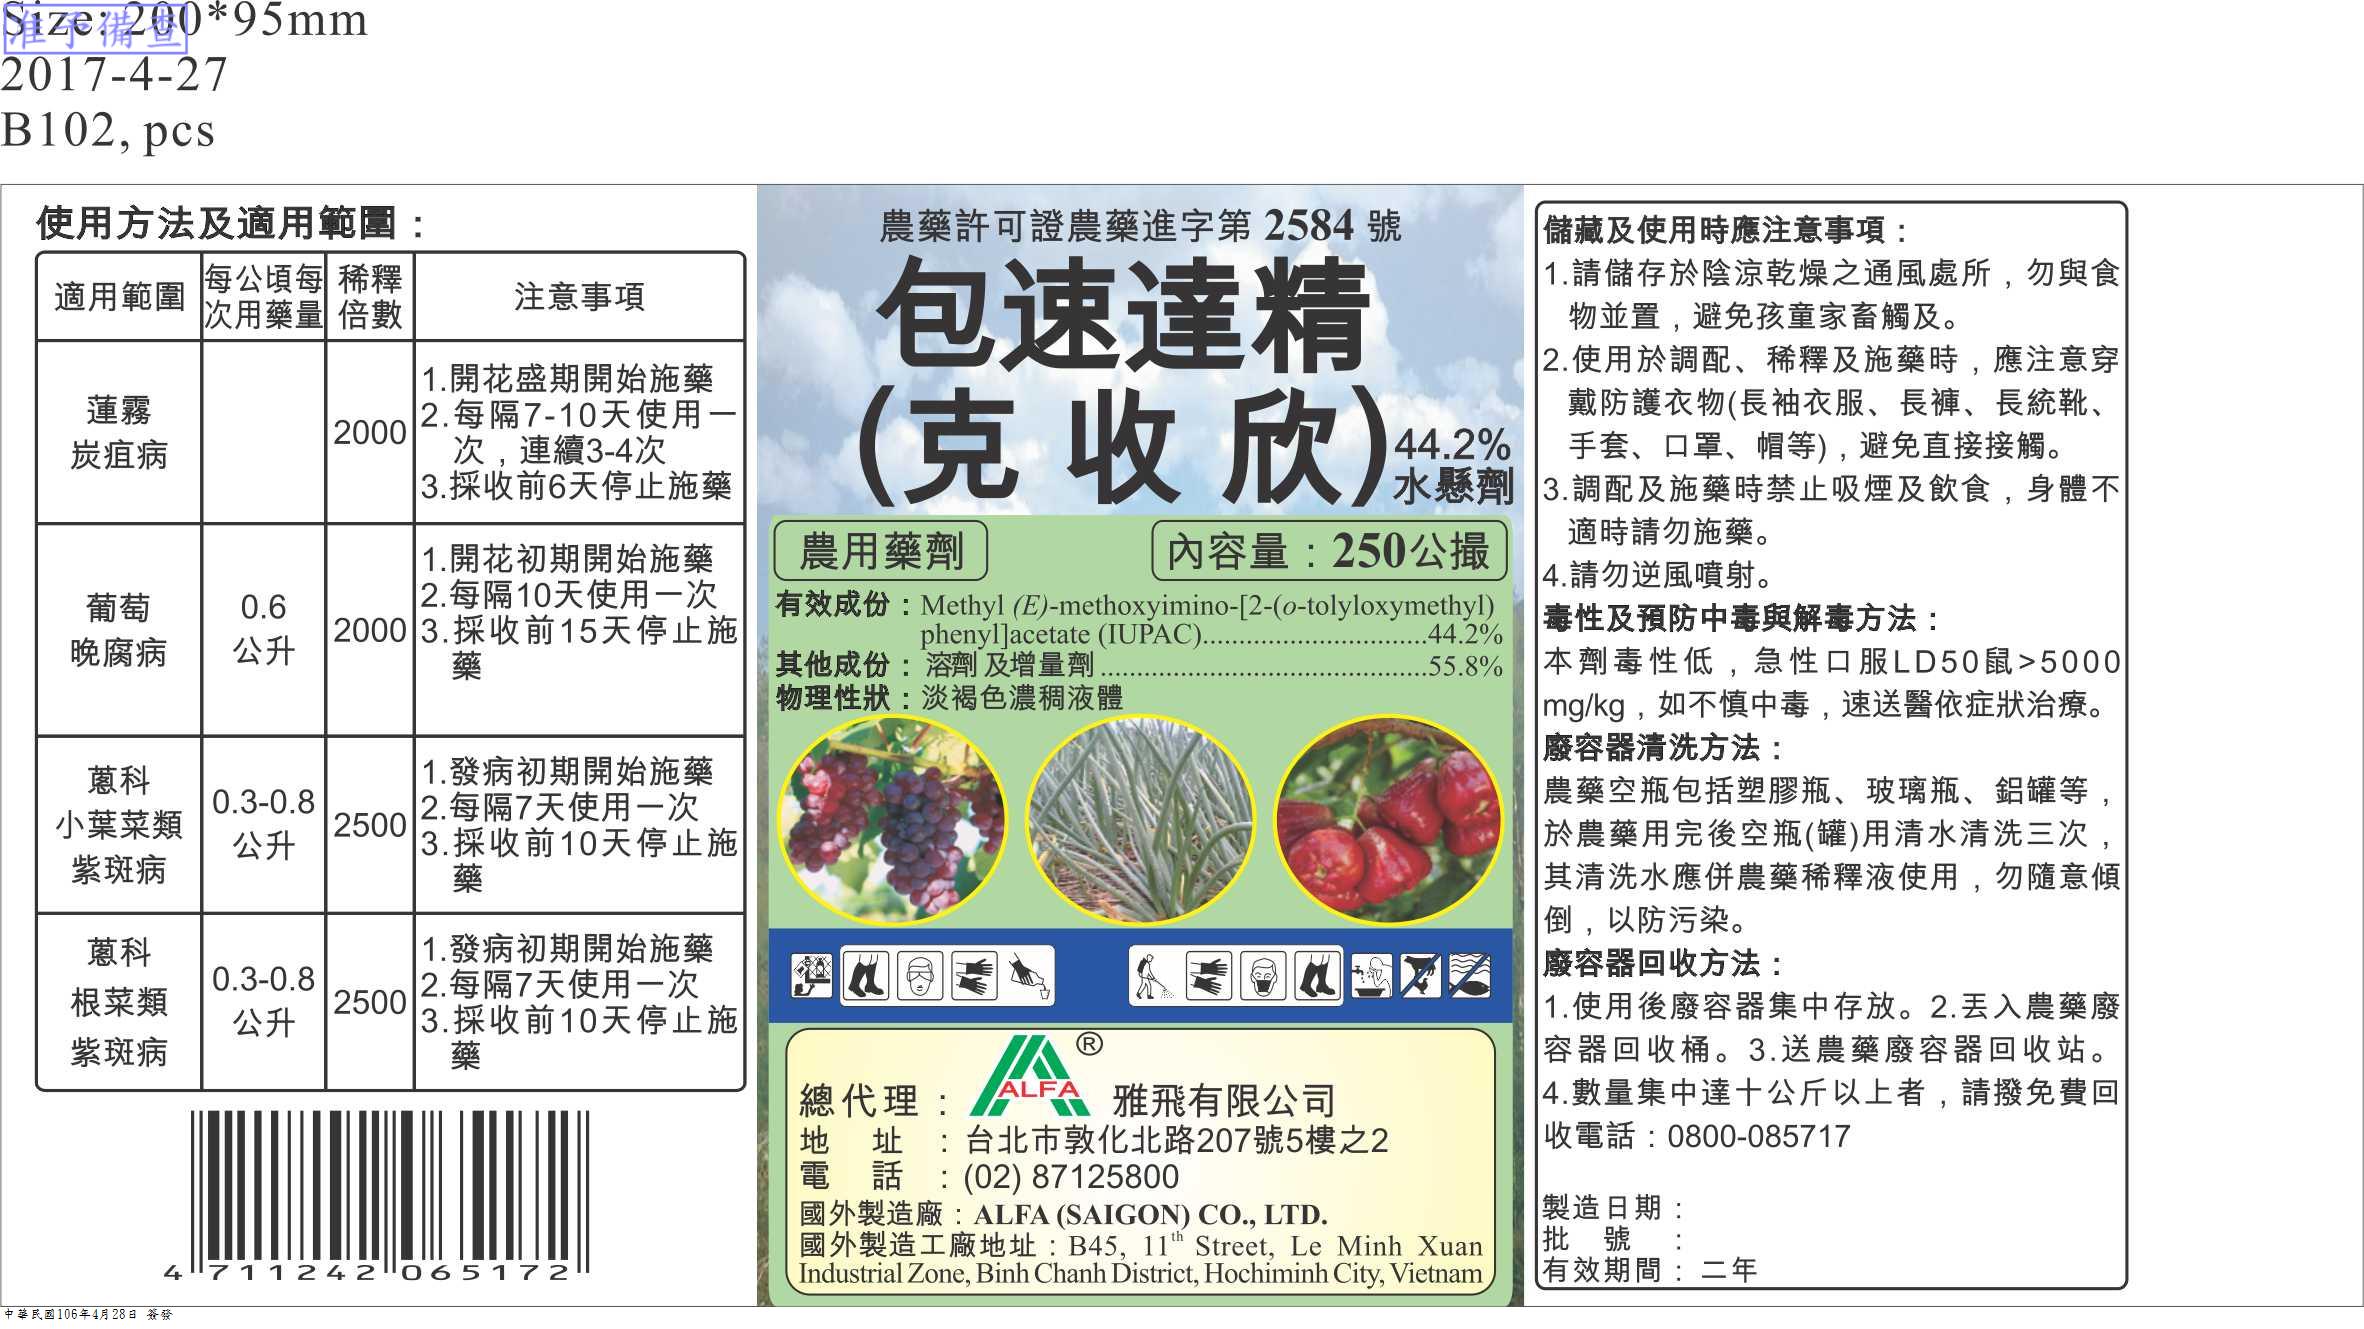 Size: 200*95mm
准予備查
2017-4-27
B102, pcs
使用方法及適用範圍：
適用範圍
每公頃每
次用藥量
稀釋
倍數
注意事項
蓮霧
炭疽病
2000
1.開花盛期開始施藥
2.每隔7-10天使用一
次，連續3-4次
3.採收前6天停止施藥
葡萄
晚腐病
0.6
公升
2000
1.開花初期開始施藥
2.每隔10天使用一次
3.採收前15天停止施
藥
蔥科
小葉菜類
紫斑病
0.3-0.8
公升
2500
1.發病初期開始施藥
2.每隔7天使用一次
3.採收前10天停止施
藥
蔥科
根菜類
紫斑病
0.3-0.8
公升
2500
1.發病初期開始施藥
2.每隔7天使用一次
3.採收前10天停止施
藥
4 711242 065172
中華民國106年4月28日 簽發
農藥許可證農藥進字第 2584 號
包速達精
(克收欣)
44.2%
水懸劑
農用藥劑
內容量：250公撮
有效成份：Methyl (E)-methoxyimino-[2-(o-tolyloxymethyl)
phenyl]acetate (IUPAC)...............................44.2%
其他成份：溶劑及增量劑.............................................55.8%
物理性狀：淡褐色濃稠液體
ALFA ®
總代理：雅飛有限公司
地 址：台北市敦化北路207號5樓之2
電 話：(02) 87125800
國外製造廠：ALFA (SAIGON) CO., LTD.
國外製造工廠地址：B45, 11th Street, Le Minh Xuan
Industrial Zone, Binh Chanh District, Hochiminh City, Vietnam
儲藏及使用時應注意事項：
1.請儲存於陰涼乾燥之通風處所，勿與食
物並置，避免孩童家畜觸及。
2.使用於調配、稀釋及施藥時，應注意穿
戴防護衣物(長袖衣服、長褲、長統靴、
手套、口罩、帽等)，避免直接接觸。
3.調配及施藥時禁止吸煙及飲食，身體不
適時請勿施藥。
4.請勿逆風噴射。
毒性及預防中毒與解毒方法：
本劑毒性低，急性口服LD50鼠>5000
mg/kg，如不慎中毒，速送醫依症狀治療。
廢容器清洗方法：
農藥空瓶包括塑膠瓶、玻璃瓶、鋁罐等，
於農藥用完後空瓶(罐)用清水清洗三次，
其清洗水應併農藥稀釋液使用，勿隨意傾
倒，以防污染。
廢容器回收方法：
1.使用後廢容器集中存放。2.丟入農藥廢
容器回收桶。3.送農藥廢容器回收站。
4.數量集中達十公斤以上者，請撥免費回
收電話：0800-085717
製造日期：
批 號：
有效期間：二年